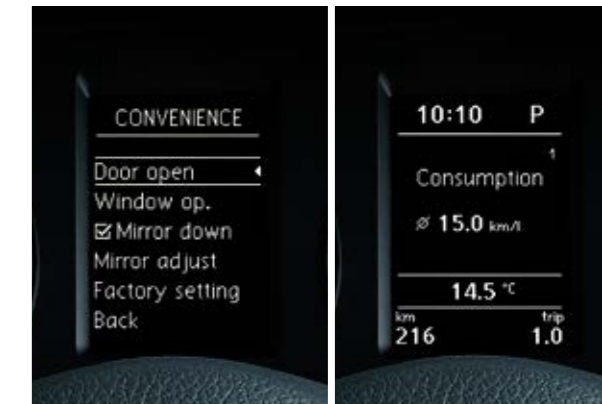 CONVENIENCE
Door open
Window op.
Mirror down
Mirror adjust
Factory setting
Back
10:10 P
1
Consumption
ø 15.0 km/l
14.5 °C
km trip
216 1.0